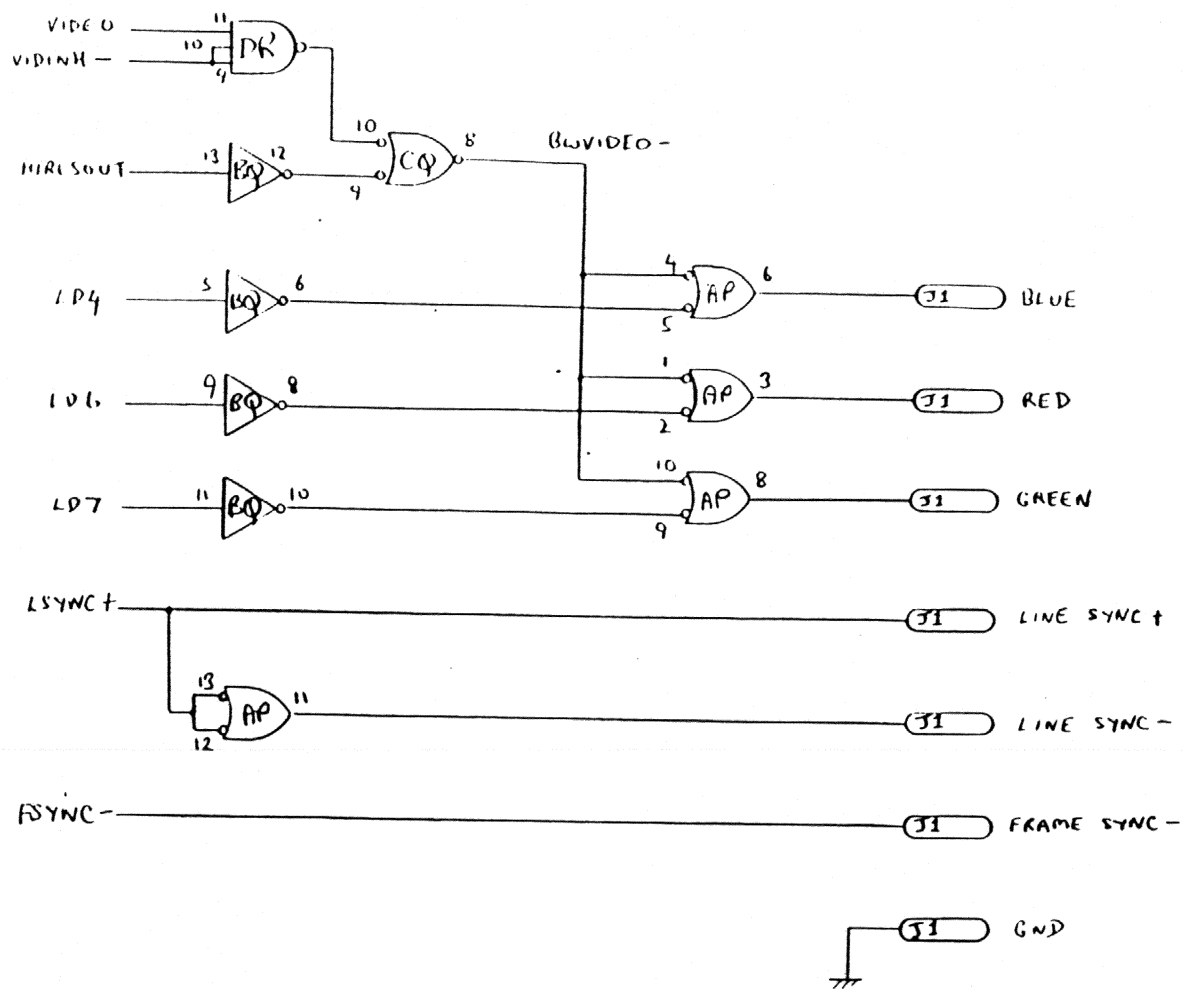 VIDEO 11
VIDINH - 10 9 DR
HIRESOUT 13 BQ 12
10 9 CQ 8 BWVIDEO -
LD4 5 BQ 6
4 5 AP 6 J1 BLUE
9 BQ 8
1 2 AP 3 J1 RED
LD7 11 BQ 10
10 9 AP 8 J1 GREEN
LSYNC + J1 LINE SYNC +
13 12 AP 11 J1 LINE SYNC -
FSYNC - J1 FRAME SYNC -
J1 GND